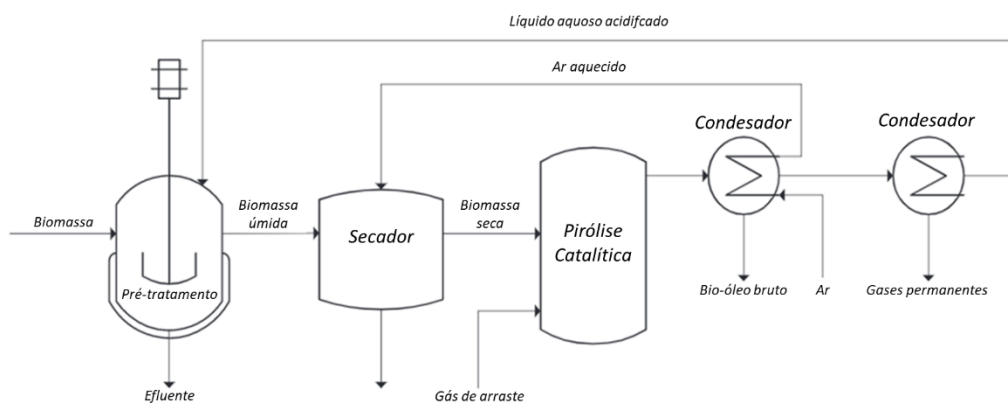 Líquido aquoso acidifcado
Ar aquecido
Condesador
Condesador
Biomassa
Biomassa
úmida
Secador
Biomassa
seca
Pirólise
Catalítica
Pré-tratamento
Bio-óleo bruto
Ar
Gases permanentes
Efluente
Gás de arraste